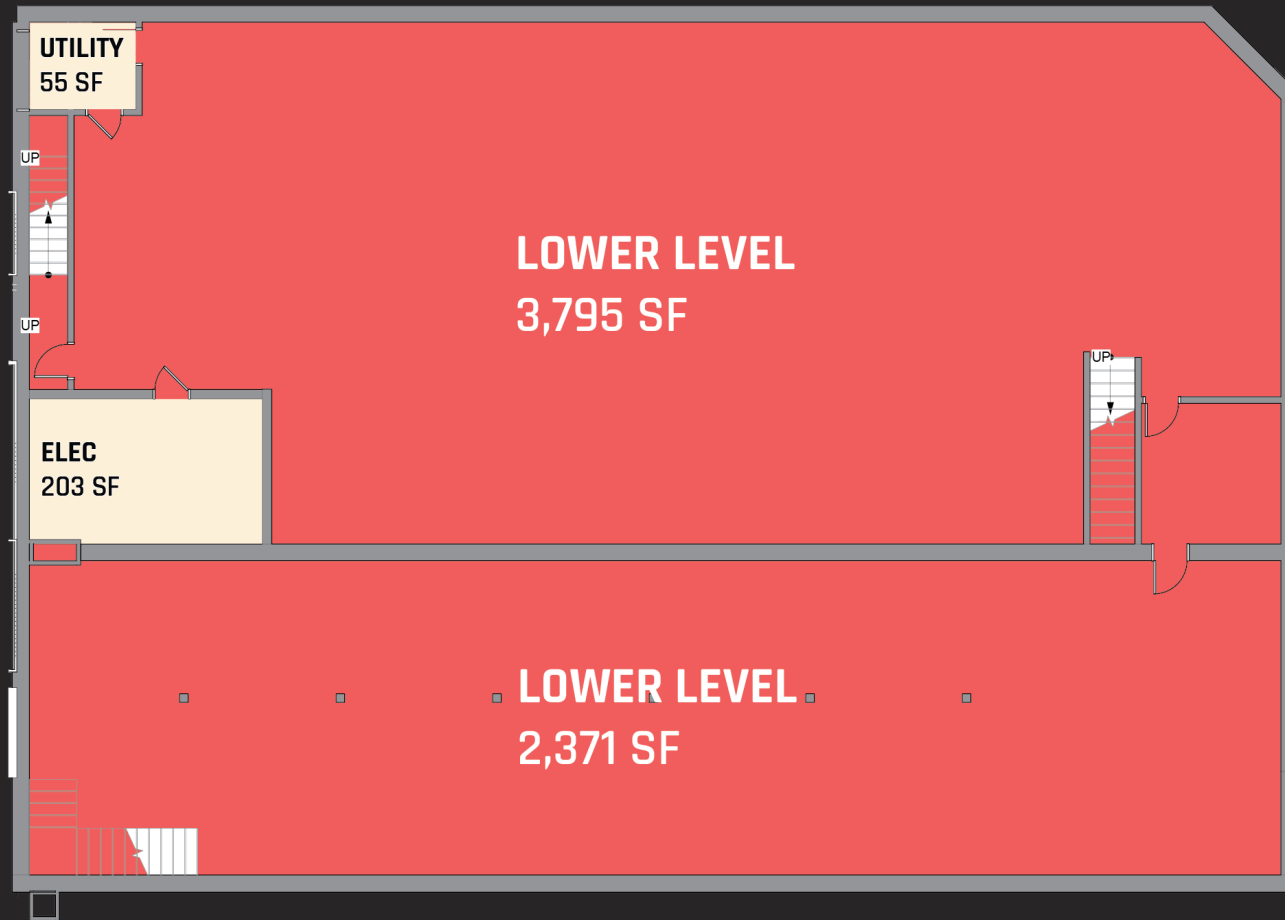 UTILITY
55 SF
UP
LOWER LEVEL
3,795 SF
UP
UP
ELEC
203 SF
LOWER LEVEL
2,371 SF